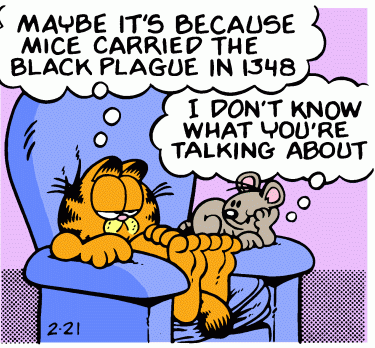 MAYBE IT'S BECAUSE
MICE CARRIED THE
BLACK PLAGUE IN 1348
I DON'T KNOW
WHAT YOU'RE
TALKING ABOUT
2-21